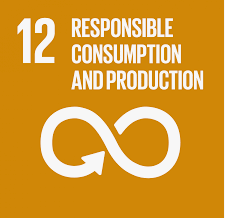 12 RESPONSIBLE
CONSUMPTION
AND PRODUCTION